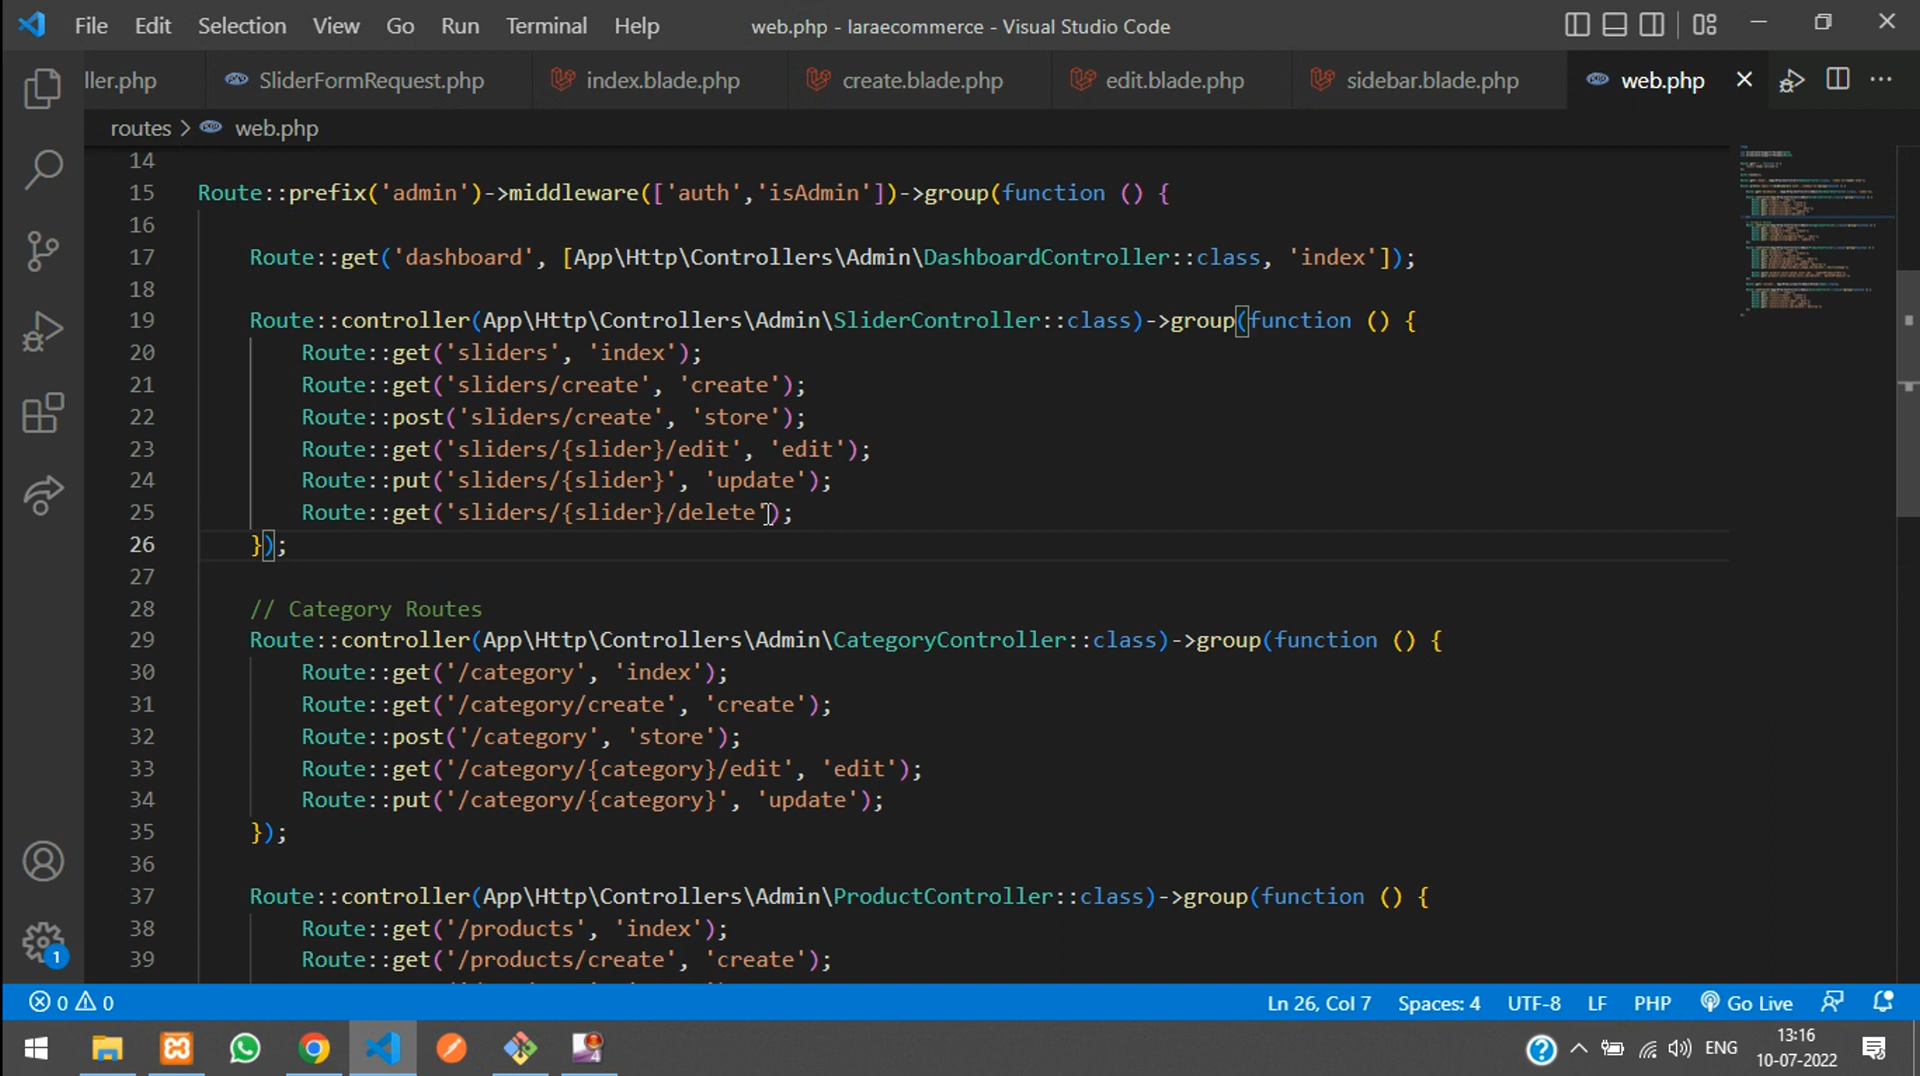 File Edit Selection View Go Run Terminal Help web.php - laraecommerce - Visual Studio Code
ller.php SliderFormRequest.php index.blade.php create.blade.php edit.blade.php sidebar.blade.php web.php
routes > web.php
14
15 Route::prefix('admin')->middleware(['auth','isAdmin'])->group(function () {
16
17 Route::get('dashboard', [App\Http\Controllers\Admin\DashboardController::class, 'index']);
18
19 Route::controller(App\Http\Controllers\Admin\SliderController::class)->group(function () {
20 Route::get('sliders', 'index');
21 Route::get('sliders/create', 'create');
22 Route::post('sliders/create', 'store');
23 Route::get('sliders/{slider}/edit', 'edit');
24 Route::put('sliders/{slider}', 'update');
25 Route::get('sliders/{slider}/delete');
26 });
27
28 // Category Routes
29 Route::controller(App\Http\Controllers\Admin\CategoryController::class)->group(function () {
30 Route::get('/category', 'index');
31 Route::get('/category/create', 'create');
32 Route::post('/category', 'store');
33 Route::get('/category/{category}/edit', 'edit');
34 Route::put('/category/{category}', 'update');
35 });
36
37 Route::controller(App\Http\Controllers\Admin\ProductController::class)->group(function () {
38 Route::get('/products', 'index');
39 Route::get('/products/create', 'create');
1
0 0 Ln 26, Col 7 Spaces: 4 UTF-8 LF PHP Go Live
4 ENG 13:16
10-07-2022